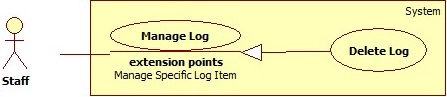 System
Manage Log
extension points
Manage Specific Log Item
Delete Log
Staff